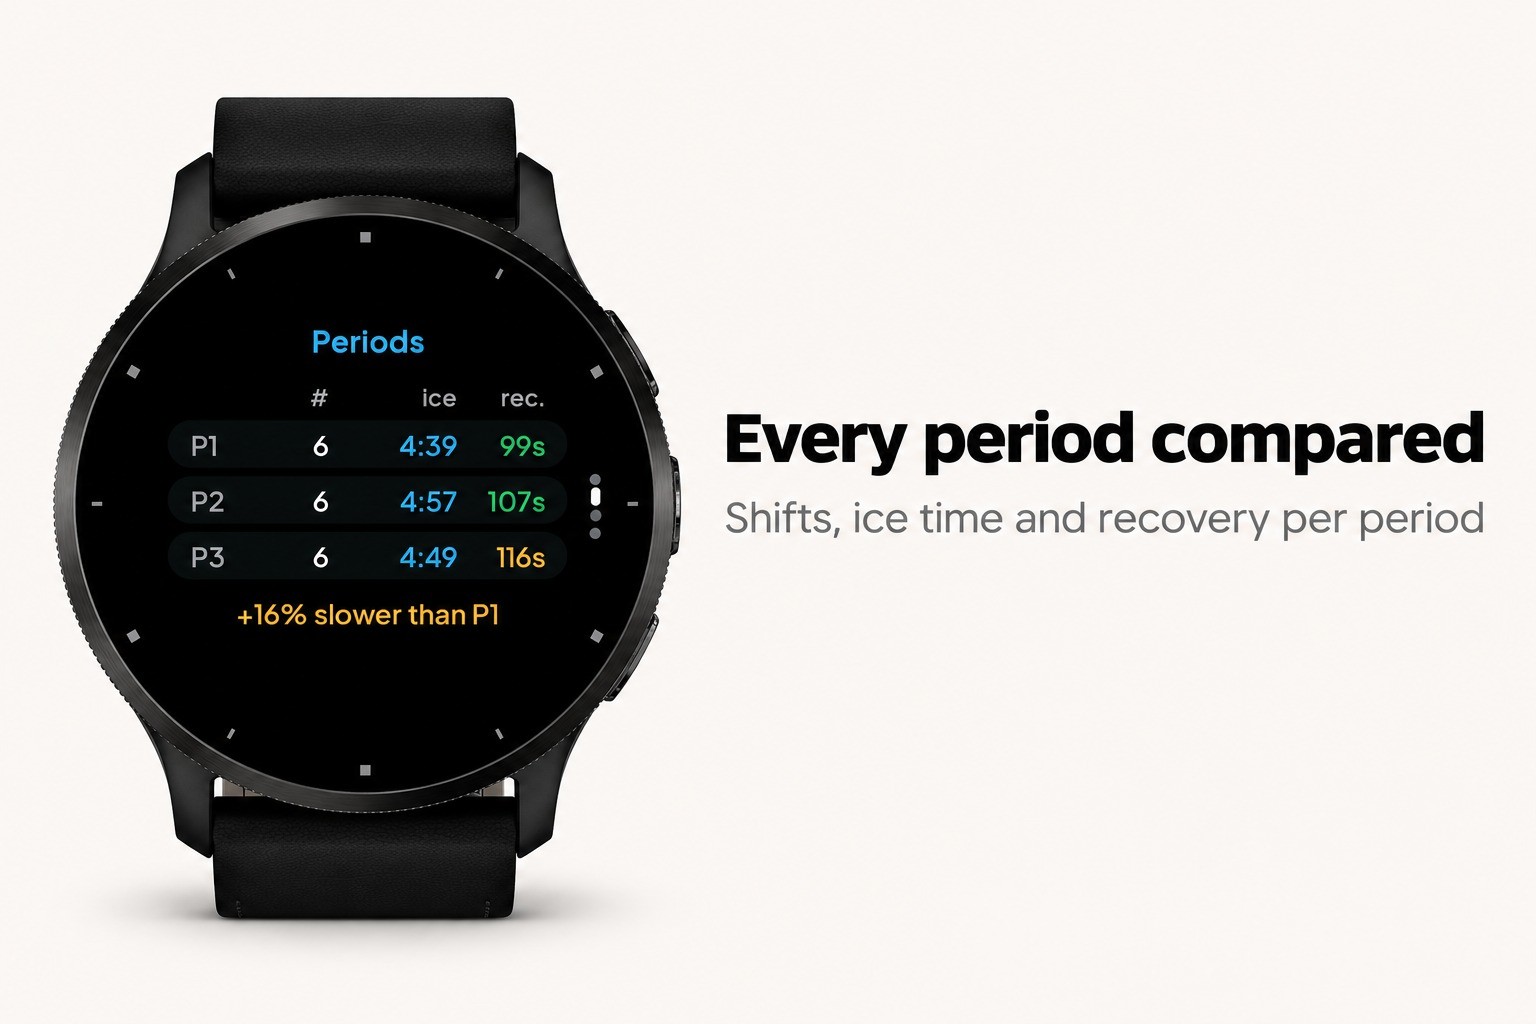 Periods
# ice rec.
P1 6 4:39 99s
P2 6 4:57 107s
P3 6 4:49 116s
+16% slower than P1
Every period compared
Shifts, ice time and recovery per period